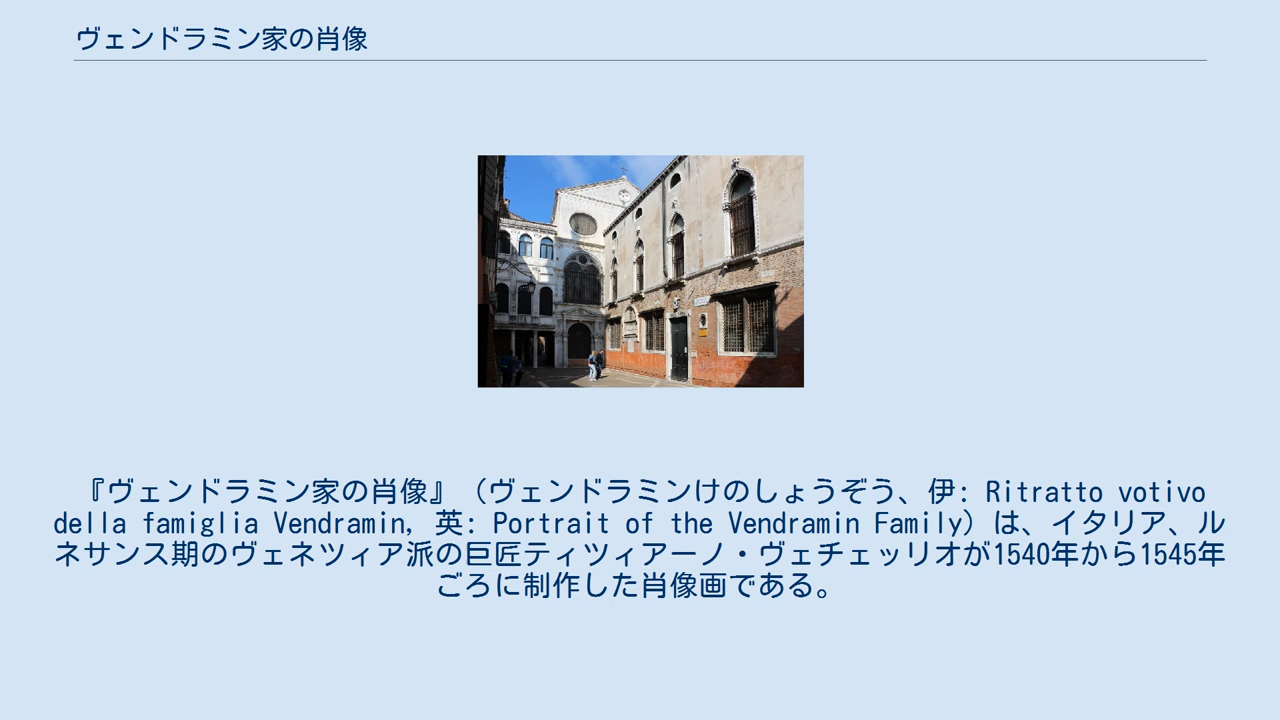 ヴェンドラミン家の肖像
『ヴェンドラミン家の肖像』（ヴェンドラミンけのしょうぞう、伊: Ritratto votivo
della famiglia Vendramin, 英: Portrait of the Vendramin Family）は、イタリア、ル
ネサンス期のヴェネツィア派の巨匠ティツィアーノ・ヴェチェッリオが1540年から1545年
ごろに制作した肖像画である。